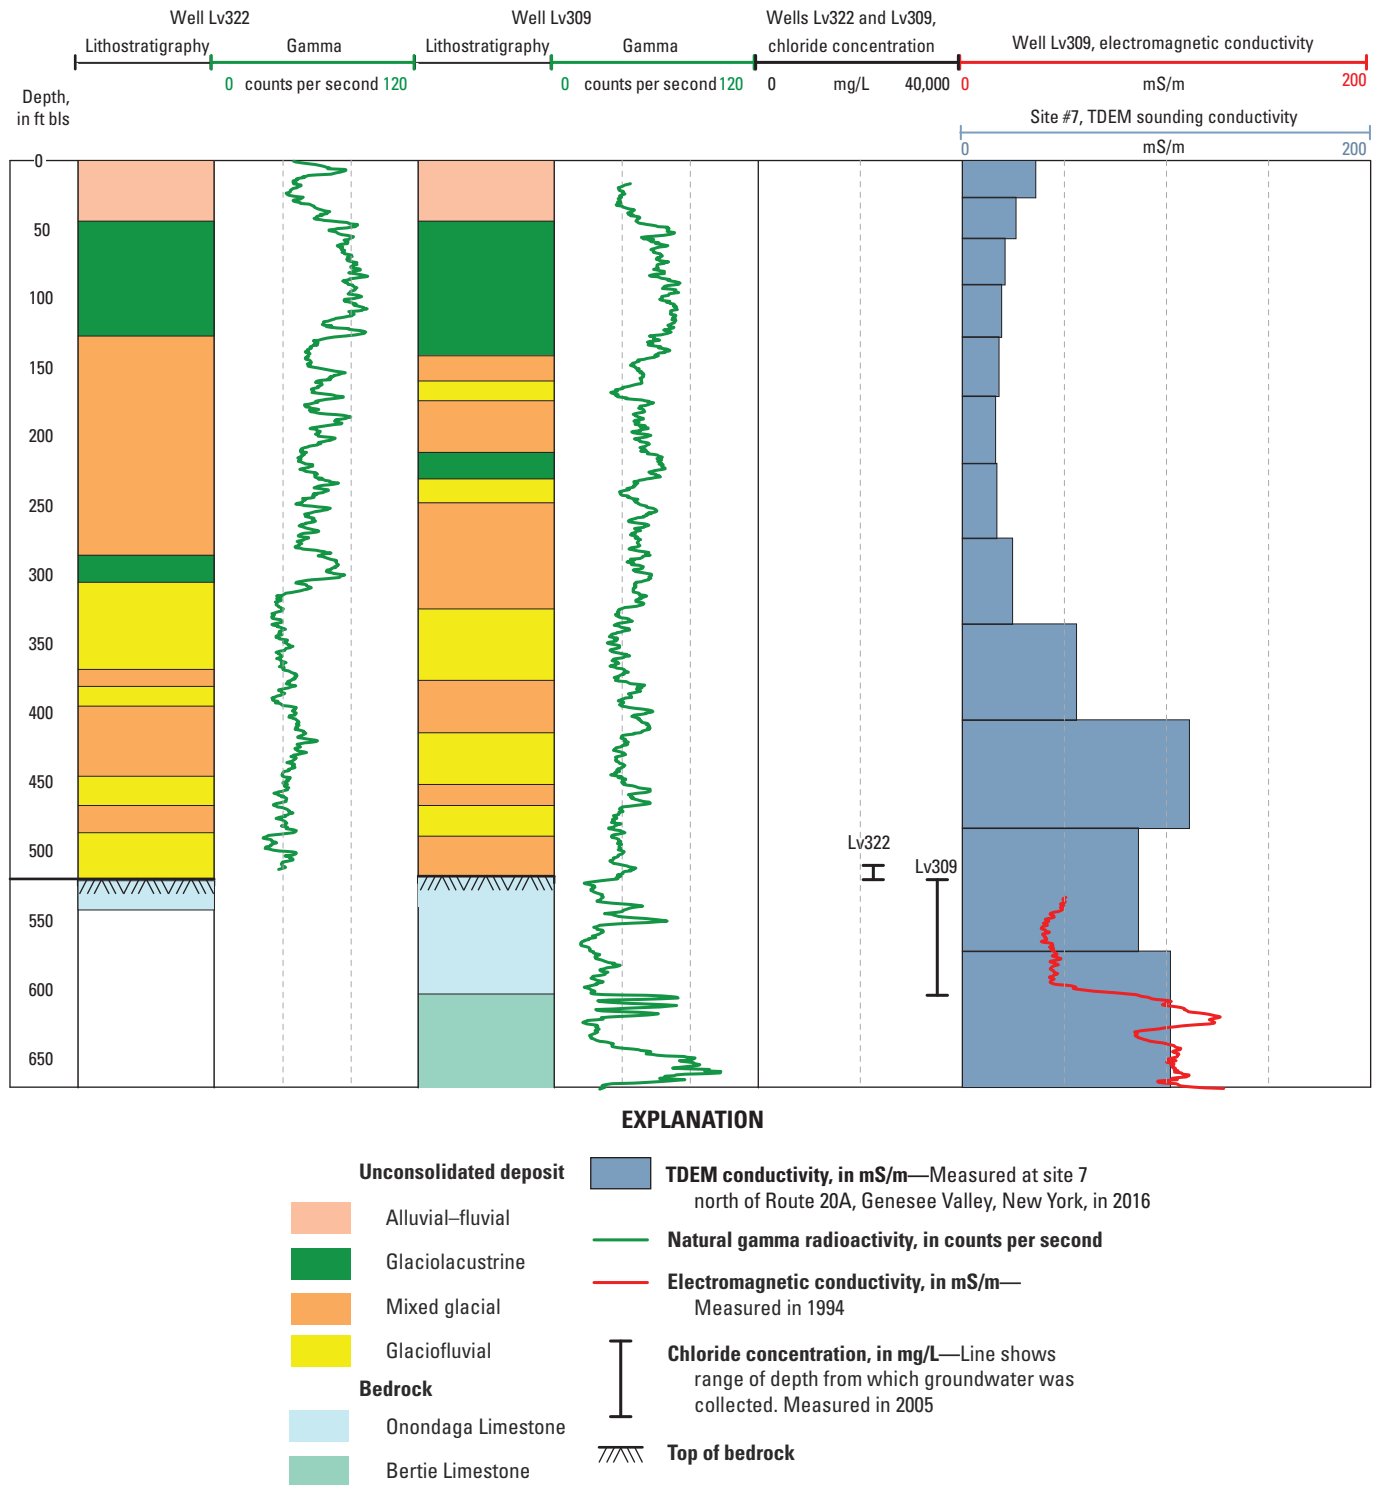 Well Lv322
Well Lv309
Wells Lv322 and Lv309,
chloride concentration
Well Lv309, electromagnetic conductivity
Lithostratigraphy
Gamma
Lithostratigraphy
Gamma
0 counts per second 120
0 counts per second 120
0 mg/L 40,000
0 mS/m 200
Site #7, TDEM sounding conductivity
0 mS/m 200
Depth,
in ft bls
0
50
100
150
200
250
300
350
400
450
500
550
600
650
Lv322
Lv309
EXPLANATION
Unconsolidated deposit
Alluvial–fluvial
Glaciolacustrine
Mixed glacial
Glaciofluvial
Bedrock
Onondaga Limestone
Bertie Limestone
TDEM conductivity, in mS/m—Measured at site 7
north of Route 20A, Genesee Valley, New York, in 2016
Natural gamma radioactivity, in counts per second
Electromagnetic conductivity, in mS/m—
Measured in 1994
Chloride concentration, in mg/L—Line shows
range of depth from which groundwater was
collected. Measured in 2005
Top of bedrock